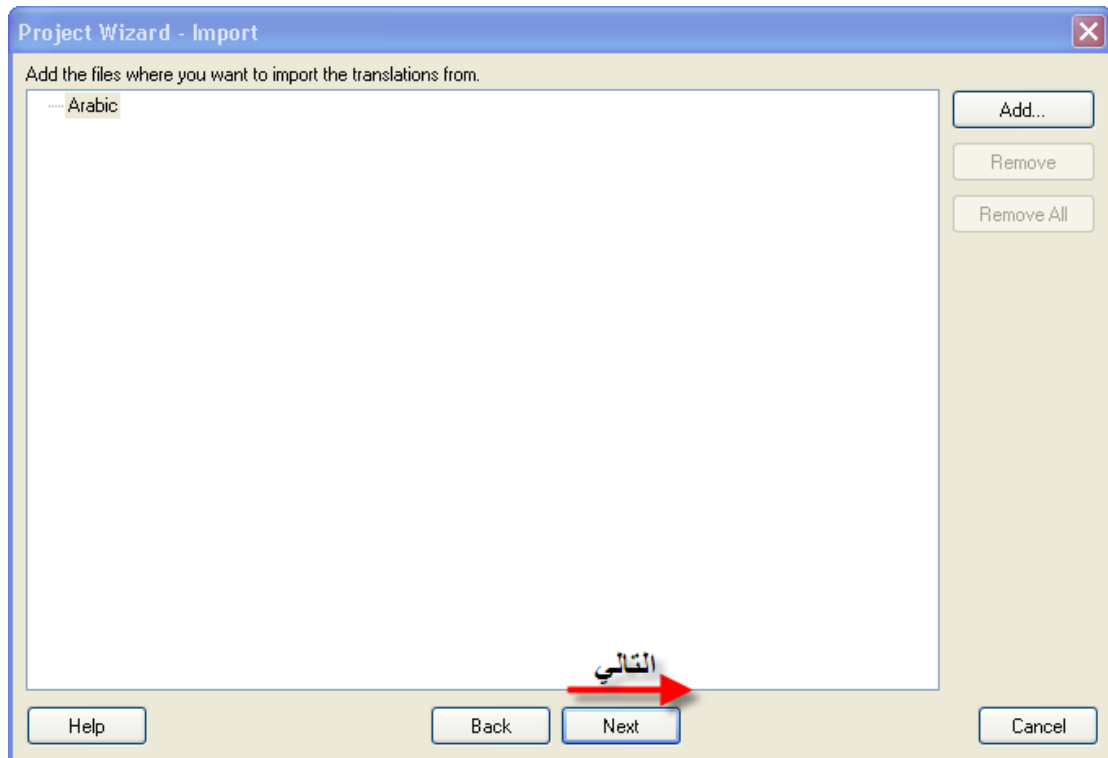 Project Wizard - Import
Add the files where you want to import the translations from.
Arabic
Add...
Remove
Remove All
التالي
Help
Back
Next
Cancel